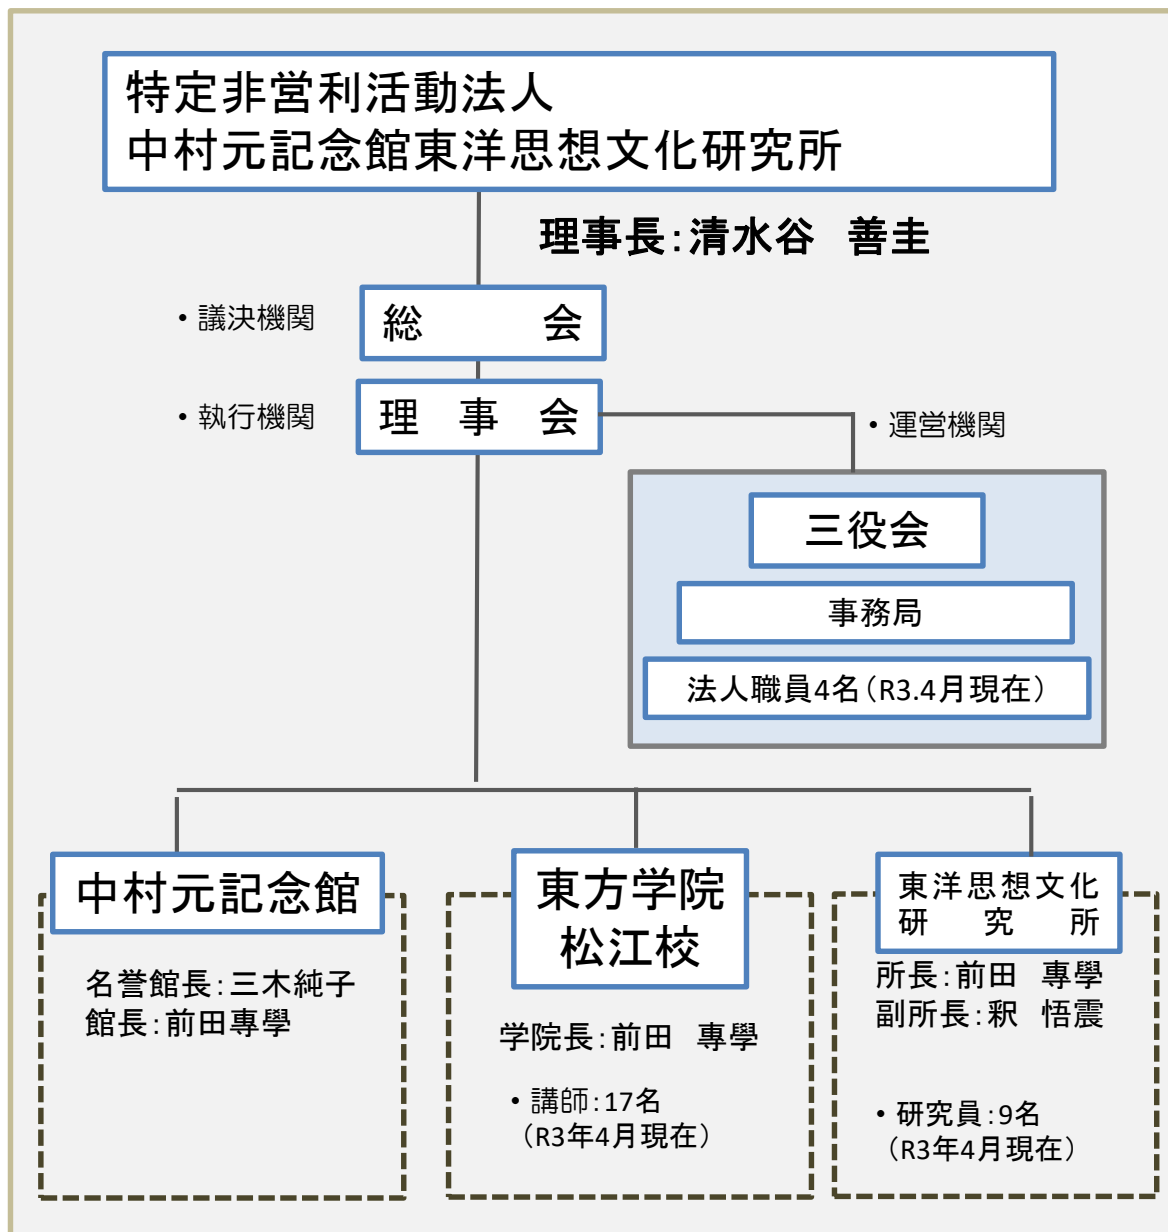 特定非営利活動法人
中村元記念館東洋思想文化研究所
理事長：清水谷　善圭
・議決機関
総　　　会
・執行機関
理　事　会
・運営機関
三役会
事務局
法人職員4名（R3.4月現在）
中村元記念館
名誉館長：三木純子
館長：前田專學
東方学院
松江校
学院長：前田　專學
・講師：17名
（R3年4月現在）
東洋思想文化
研　究　所
所長：前田　專學
副所長：釈　悟震
・研究員：9名
（R3年4月現在）